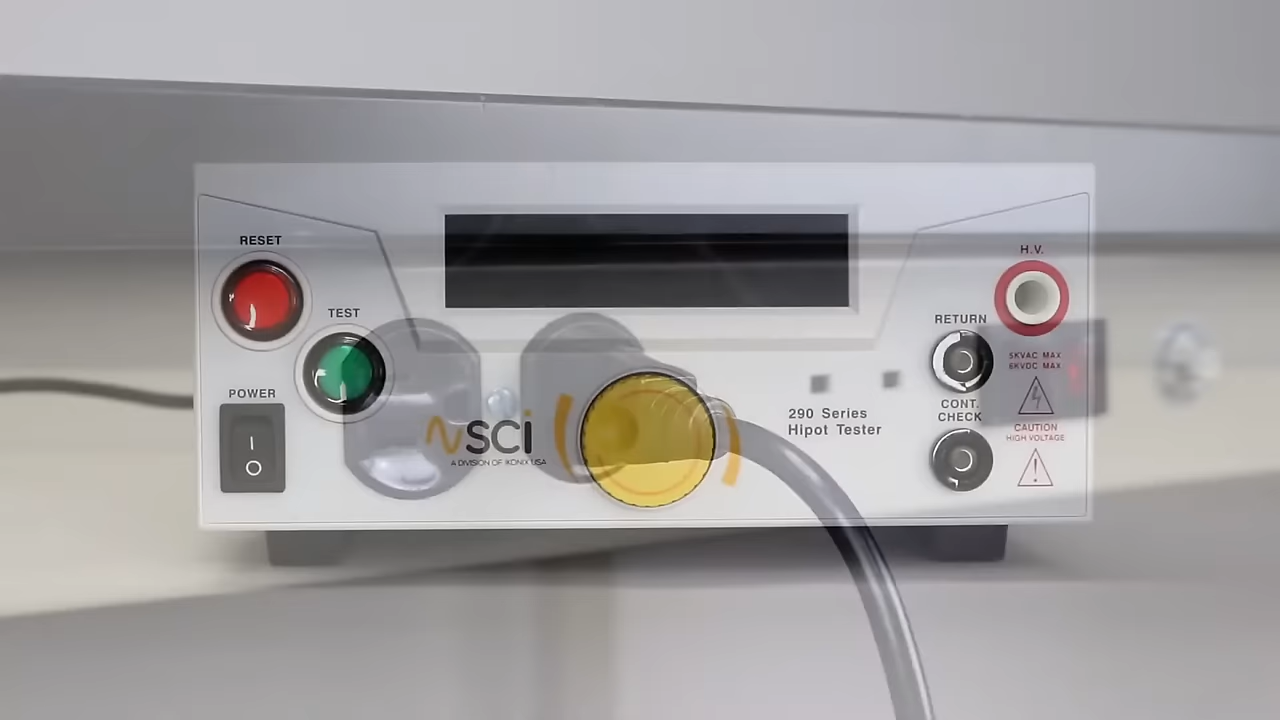 RESET
TEST
POWER
SCi
A DIVISION OF IKONIX USA
290 Series
Hipot Tester
H.V.
RETURN
5KVAC MAX
6KVDC MAX
CONT.
CHECK
CAUTION
HIGH VOLTAGE